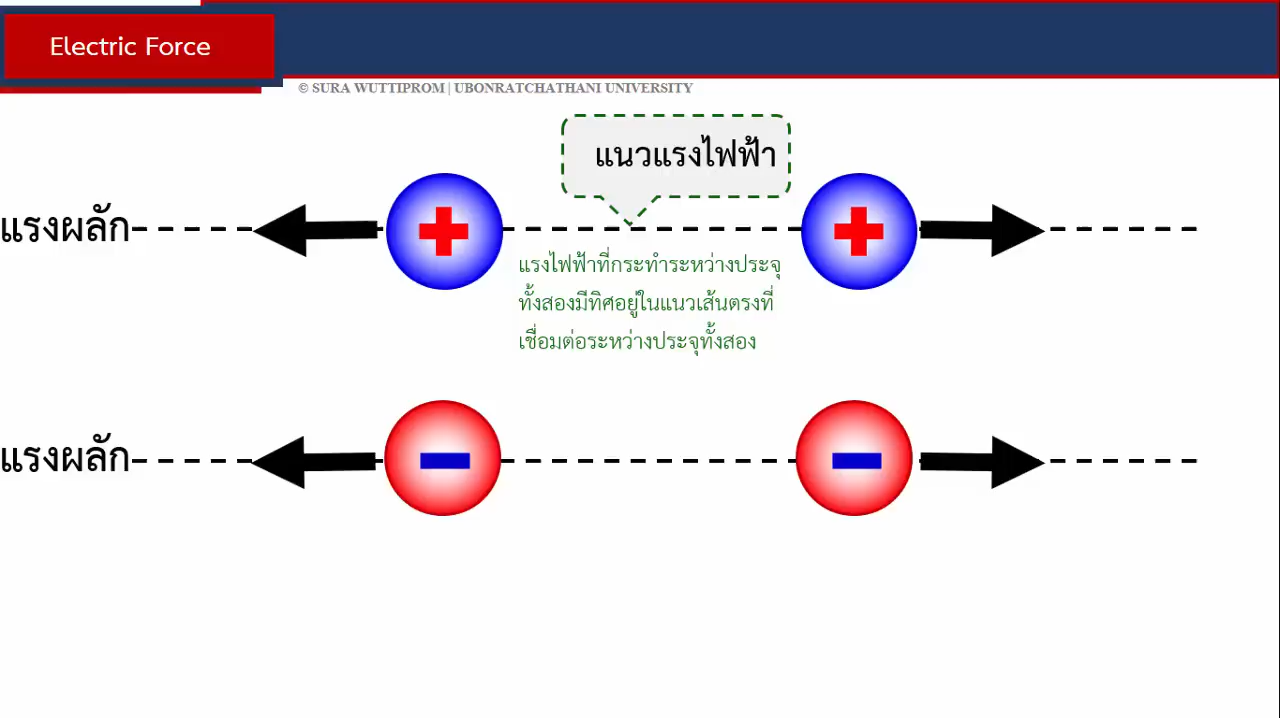 Electric Force
© SURA WUTTIPROM | UBONRATCHATHANI UNIVERSITY
แนวแรงไฟฟ้า
แรงผลัก
แรงไฟฟ้าที่กระทำระหว่างประจุ
ทั้งสองมีทิศอยู่ในแนวเส้นตรงที่
เชื่อมต่อระหว่างประจุทั้งสอง
แรงผลัก